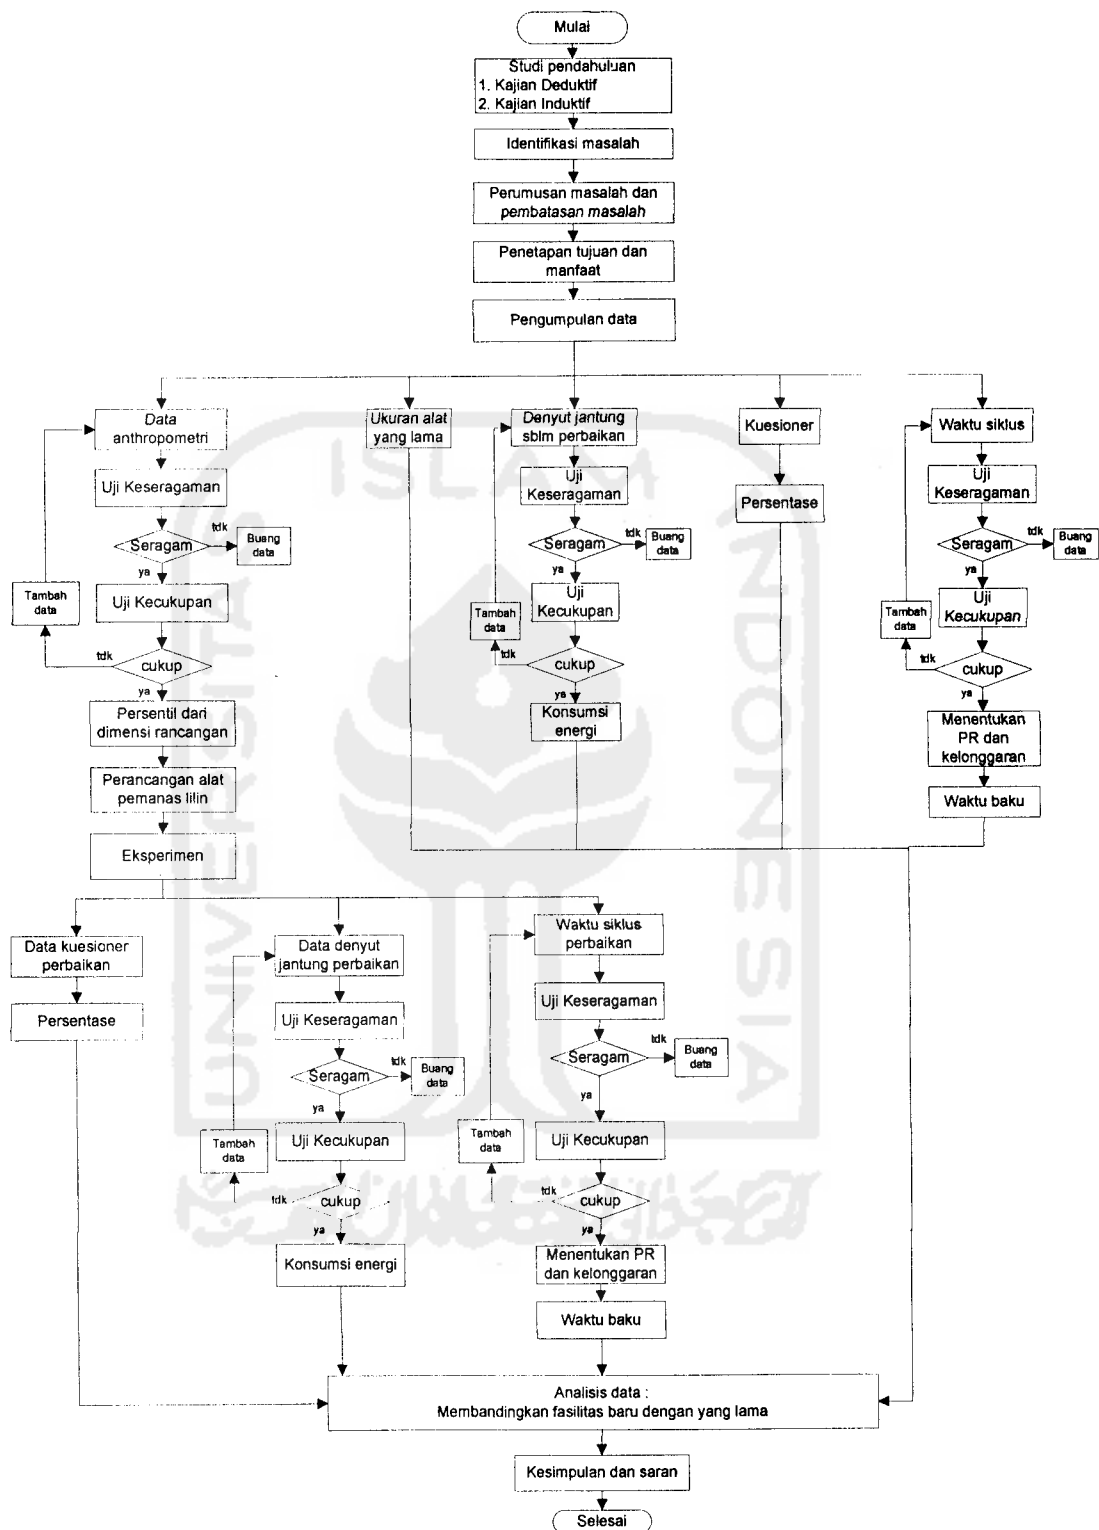 Mulai
Studi pendahuluan
1. Kajian Deduktif
2. Kajian Induktif
Identifikasi masalah
Perumusan masalah dan
pembatasan masalah
Penetapan tujuan dan
manfaat
Pengumpulan data
Data
anthropometri
Uji Keseragaman
Seragam
tdk
Buang
data
ya
Uji Kecukupan
Tambah
data
tdk
cukup
ya
Persentil dan
dimensi rancangan
Perancangan alat
pemanas lilin
Eksperimen
Ukuran alat
yang lama
Denyut jantung
sblm perbaikan
Uji
Keseragaman
Seragam
tdk
Buang
data
ya
Uji
Kecukupan
Tambah
data
tdk
cukup
ya
Konsumsi
energi
Kuesioner
Persentase
Waktu siklus
Uji
Keseragaman
Seragam
tdk
Buang
data
ya
Uji
Kecukupan
Tambah
data
tdk
cukup
ya
Menentukan
PR dan
kelonggaran
Waktu baku
Data kuesioner
perbaikan
Persentase
Data denyut
jantung perbaikan
Uji Keseragaman
Seragam
tdk
Buang
data
ya
Uji Kecukupan
Tambah
data
tdk
cukup
ya
Konsumsi energi
Waktu siklus
perbaikan
Uji Keseragaman
Seragam
tdk
Buang
data
ya
Uji Kecukupan
Tambah
data
tdk
cukup
ya
Menentukan PR
dan kelonggaran
Waktu baku
Analisis data :
Membandingkan fasilitas baru dengan yang lama
Kesimpulan dan saran
Selesai
UNIVERSITAS
ISLAM
INDONESIA